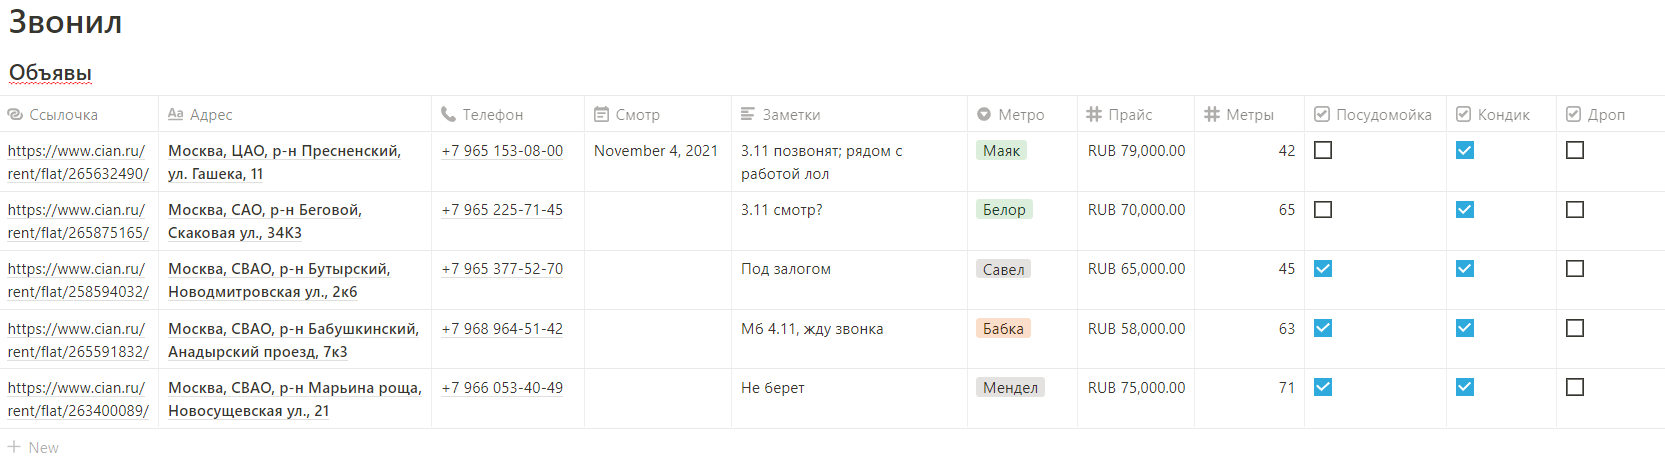 Звонил
Объявы
Ссылочка Адрес Телефон Смотр Заметки Метро Прайс Метры Посудомойка Кондик Дроп
https://www.cian.ru/ Москва, ЦАО, р-н Пресненский, +7 965 153-08-00 November 4, 2021 3.11 позвонят; рядом с Маяк RUB 79,000.00 42
rent/flat/265632490/ ул. Гашека, 11 работой лол
https://www.cian.ru/ Москва, САО, р-н Беговой, +7 965 225-71-45 3.11 смотр? Белор RUB 70,000.00 65
rent/flat/265875165/ Скаковая ул., 34К3
https://www.cian.ru/ Москва, СВАО, р-н Бутырский, +7 965 377-52-70 Под залогом Савел RUB 65,000.00 45
rent/flat/258594032/ Новодмитровская ул., 2к6
https://www.cian.ru/ Москва, СВАО, р-н Бабушкинский, +7 968 964-51-42 Мб 4.11, жду звонка Бабка RUB 58,000.00 63
rent/flat/265591832/ Анадырский проезд, 7к3
https://www.cian.ru/ Москва, СВАО, р-н Марьина роща, +7 966 053-40-49 Не берет Мендел RUB 75,000.00 71
rent/flat/263400089/ Новосущевская ул., 21
New